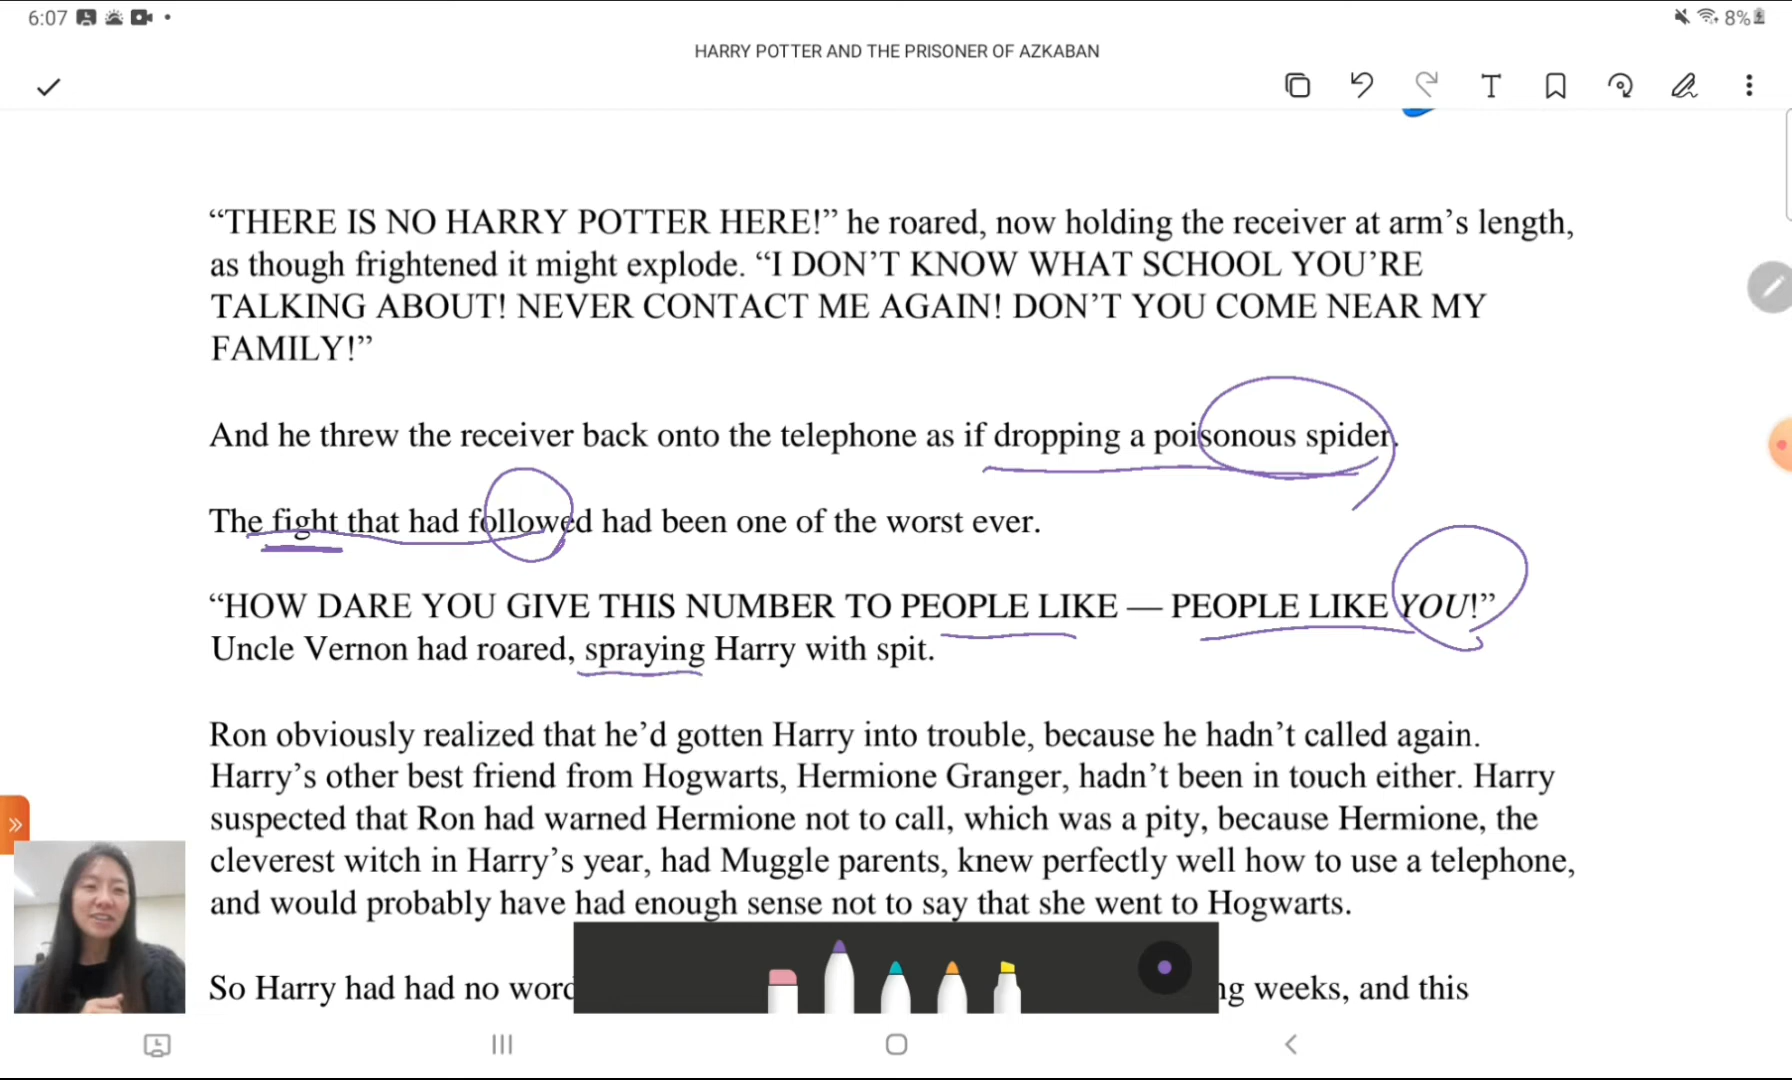 6:07
8%
HARRY POTTER AND THE PRISONER OF AZKABAN
T
“THERE IS NO HARRY POTTER HERE!” he roared, now holding the receiver at arm’s length,
as though frightened it might explode. “I DON’T KNOW WHAT SCHOOL YOU’RE
TALKING ABOUT! NEVER CONTACT ME AGAIN! DON’T YOU COME NEAR MY
FAMILY!”
And he threw the receiver back onto the telephone as if dropping a poisonous spider.
The fight that had followed had been one of the worst ever.
“HOW DARE YOU GIVE THIS NUMBER TO PEOPLE LIKE — PEOPLE LIKE YOU!”
Uncle Vernon had roared, spraying Harry with spit.
Ron obviously realized that he’d gotten Harry into trouble, because he hadn’t called again.
Harry’s other best friend from Hogwarts, Hermione Granger, hadn’t been in touch either. Harry
suspected that Ron had warned Hermione not to call, which was a pity, because Hermione, the
cleverest witch in Harry’s year, had Muggle parents, knew perfectly well how to use a telephone,
and would probably have had enough sense not to say that she went to Hogwarts.
So Harry had had no word weeks, and this